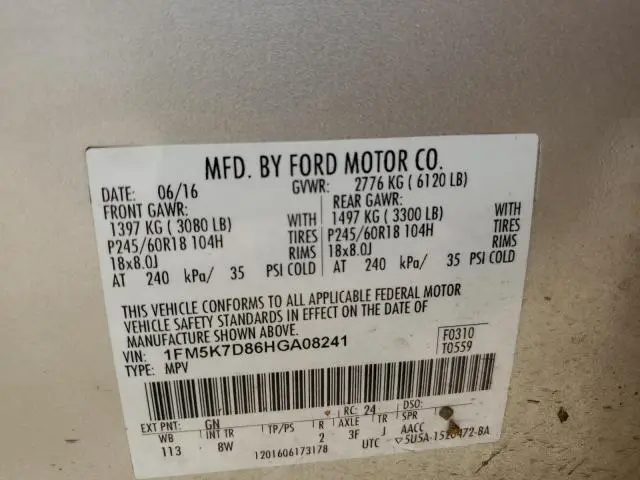 MFD. BY FORD MOTOR CO.
DATE: 06/16 GVWR: 2776 KG ( 6120 LB)
FRONT GAWR: REAR GAWR:
1397 KG ( 3080 LB) WITH 1497 KG ( 3300 LB) WITH
P245/60R18 104H TIRES P245/60R18 104H TIRES
18x8.0J RIMS 18x8.0J RIMS
AT 240 kPa/ 35 PSI COLD AT 240 kPa/ 35 PSI COLD
THIS VEHICLE CONFORMS TO ALL APPLICABLE FEDERAL MOTOR
VEHICLE SAFETY STANDARDS IN EFFECT ON THE DATE OF
MANUFACTURE SHOWN ABOVE.
VIN: 1FM5K7D86HGA08241 F0310
TYPE: MPV T0559
EXT PNT: GN RC: 24 DSO:
WB INT TR TP/PS R AXLE TR SPR
113 8W 2 3F J AACC
1201606173178 UTC ▽5U5A-1520472-BA